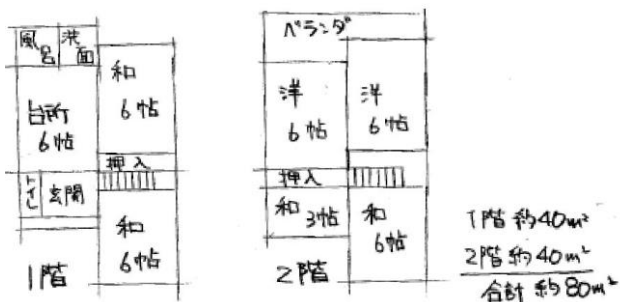 風呂
洗面
和
6帖
台所
6帖
押入
トイレ
玄関
和
6帖
1階
ベランダ
洋
6帖
洋
6帖
押入
和 3帖
和
6帖
2階
1階 約40m²
2階 約40m²
合計 約80m²